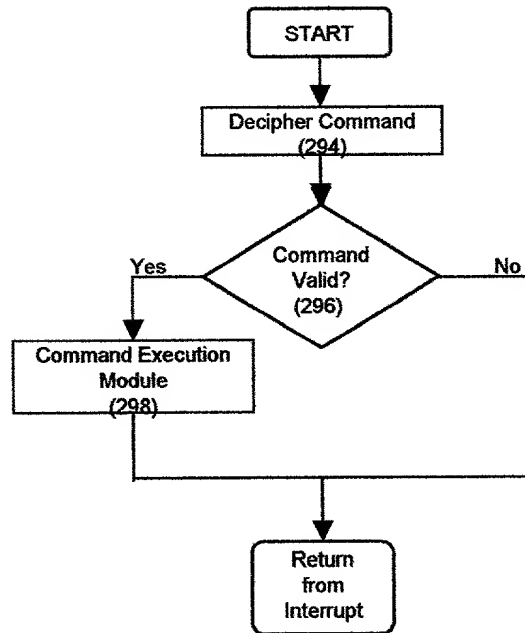 START
Decipher Command
(294)
Command
Valid?
(296)
Yes
No
Command Execution
Module
(298)
Return
from
Interrupt